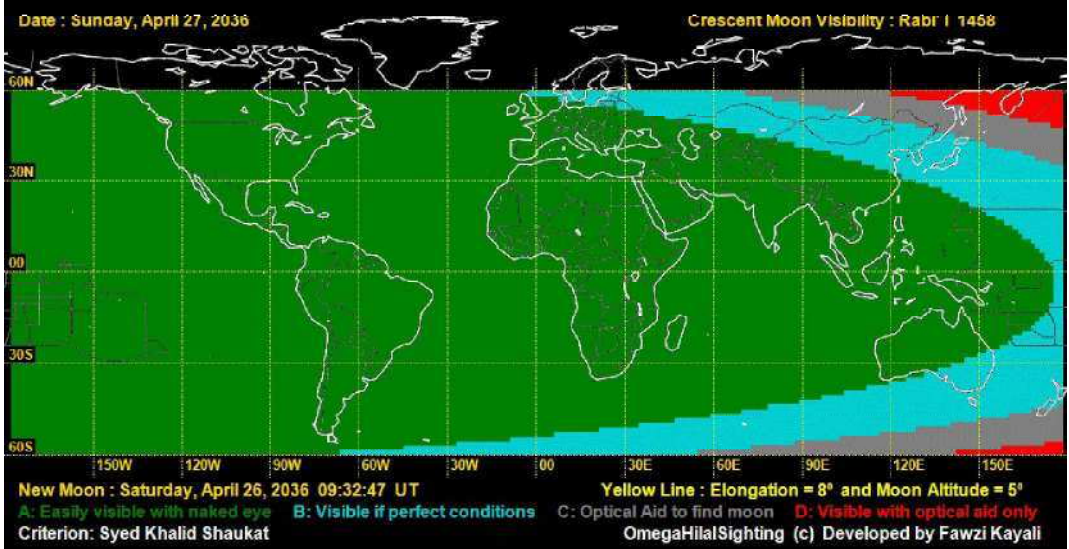 Date : Sunday, April 27, 2036
Crescent Moon Visibility : Rabi' I 1458
60N
30N
00
30S
60S
150W 120W 90W 60W 30W 00 30E 60E 90E 120E 150E
New Moon : Saturday, April 26, 2036 09:32:47 UT
Yellow Line : Elongation = 8º and Moon Altitude = 5º
A: Easily visible with naked eye B: Visible if perfect conditions C: Optical Aid to find moon D: Visible with optical aid only
Criterion: Syed Khalid Shaukat
OmegaHilalSighting (c) Developed by Fawzi Kayali